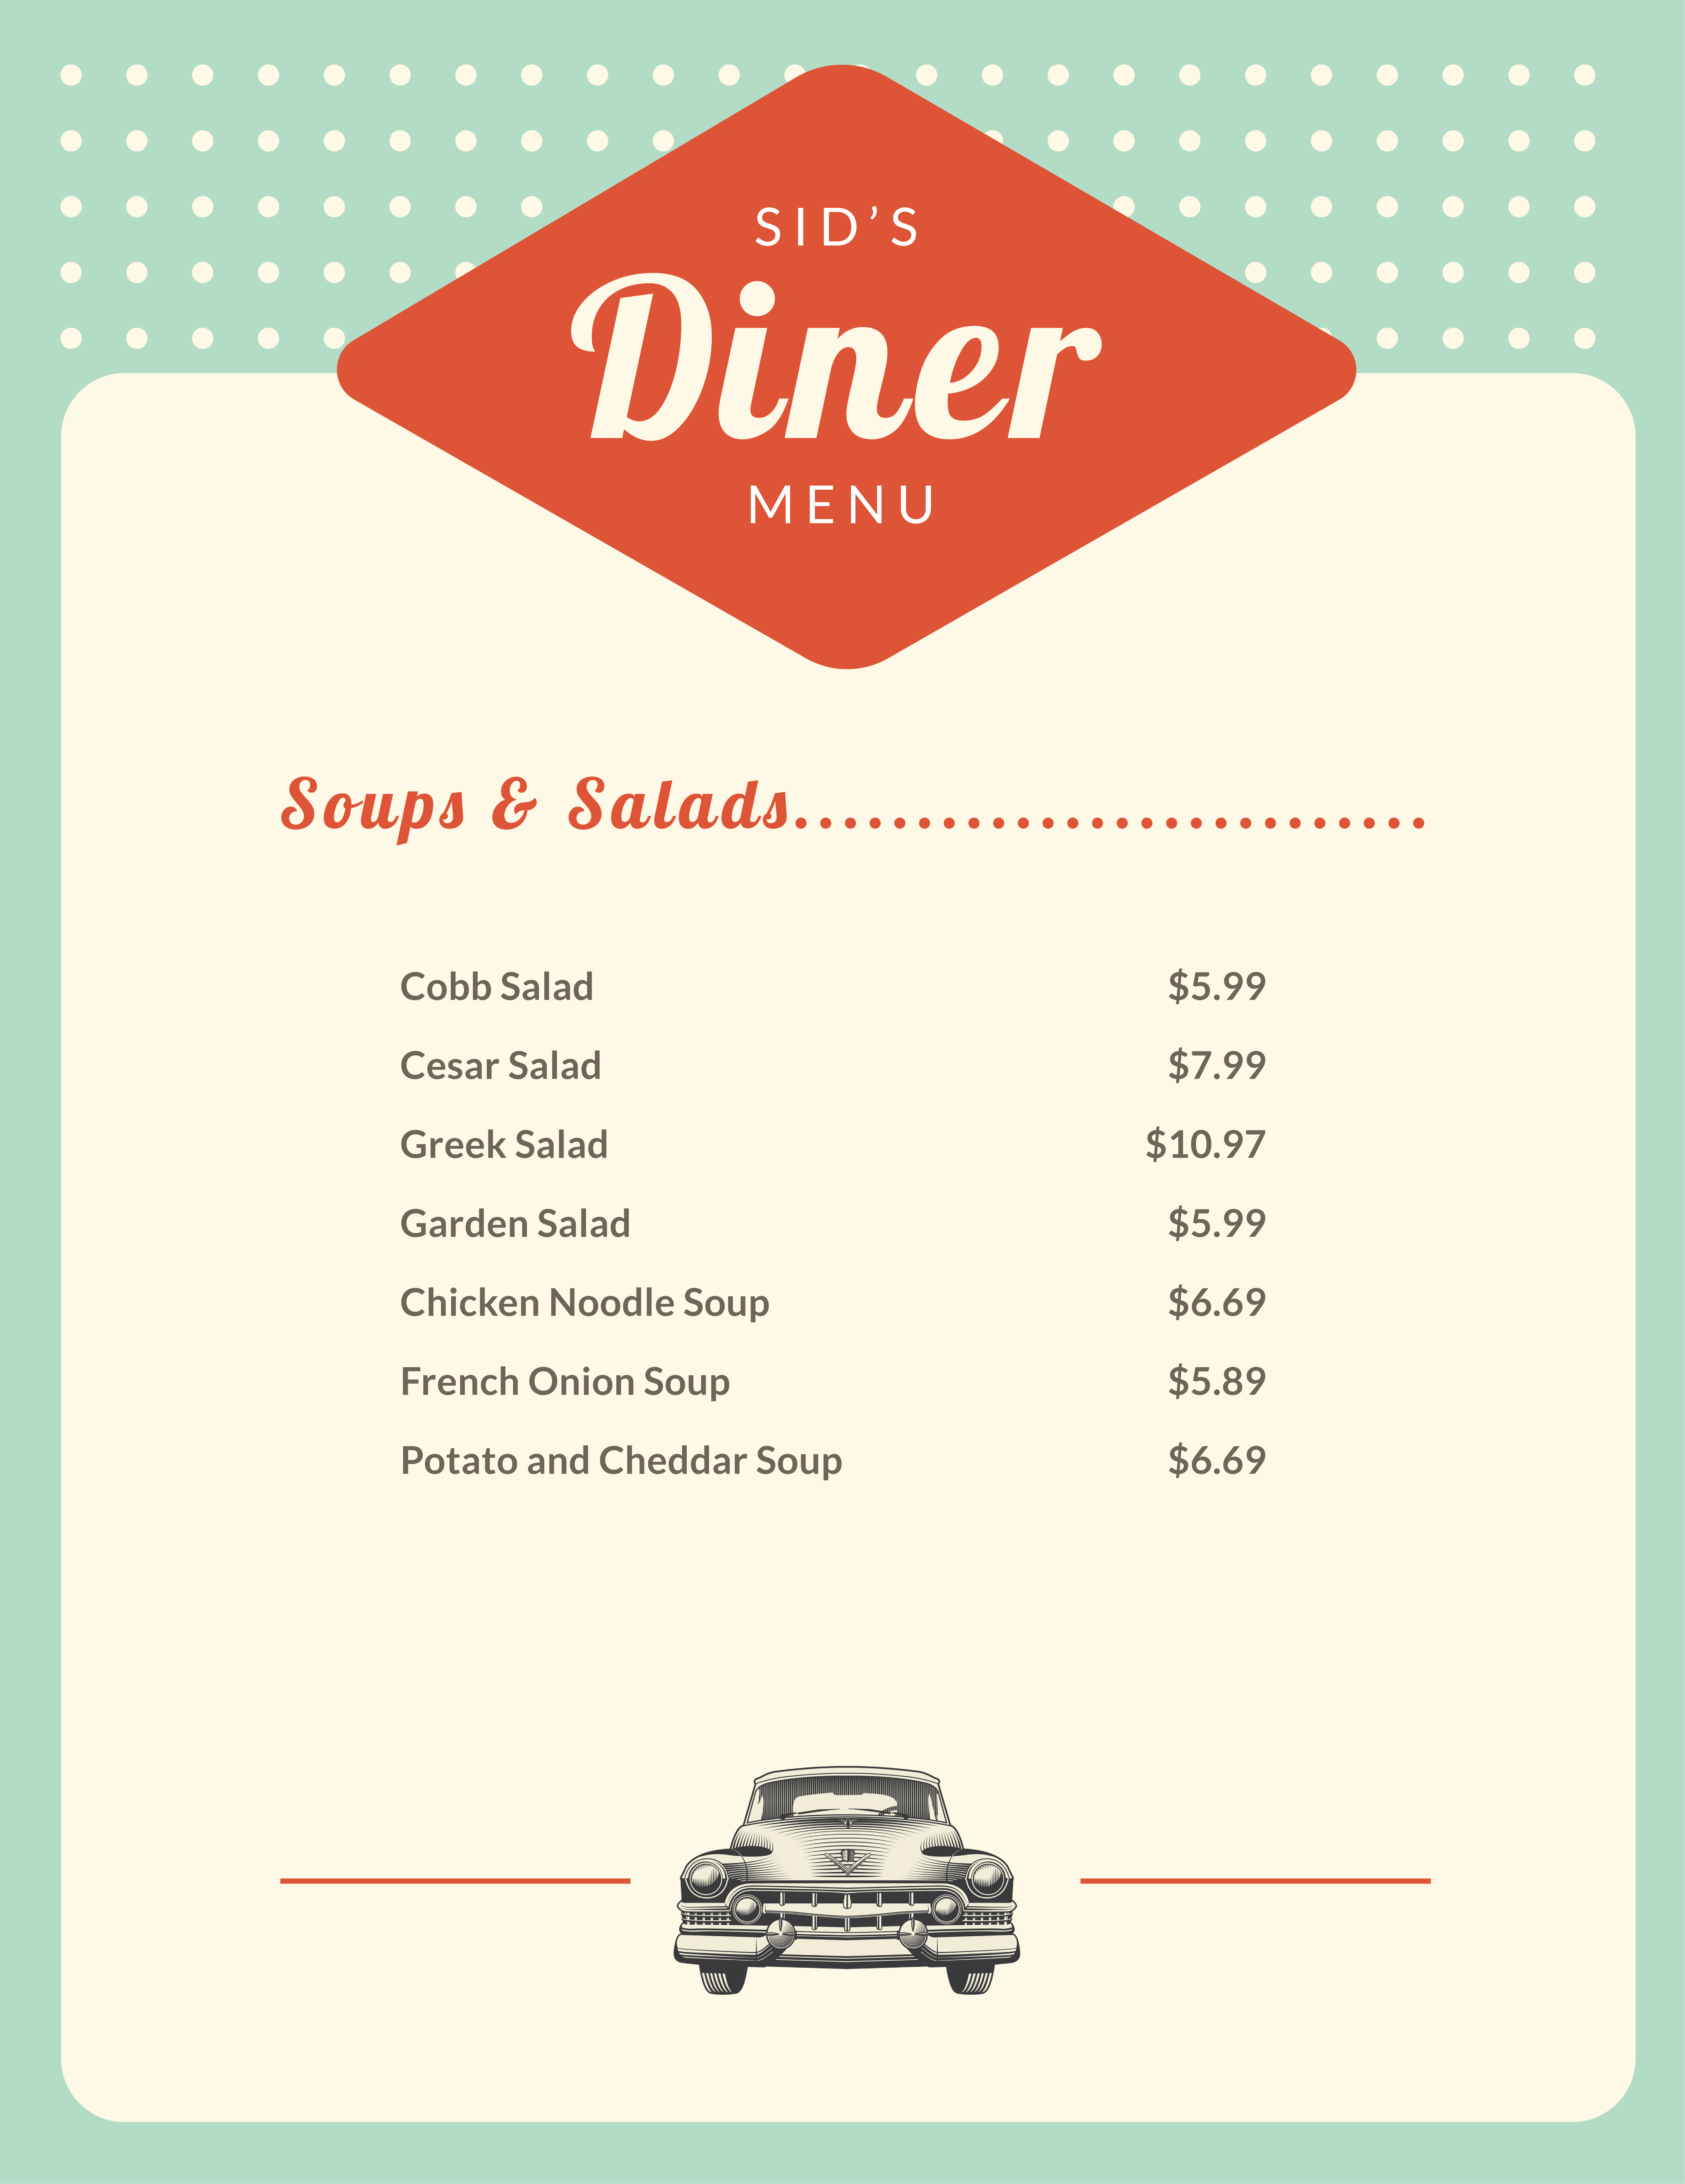 SID’S
Diner
MENU
Soups & Salads..........................
Cobb Salad $5.99
Cesar Salad $7.99
Greek Salad $10.97
Garden Salad $5.99
Chicken Noodle Soup $6.69
French Onion Soup $5.89
Potato and Cheddar Soup $6.69